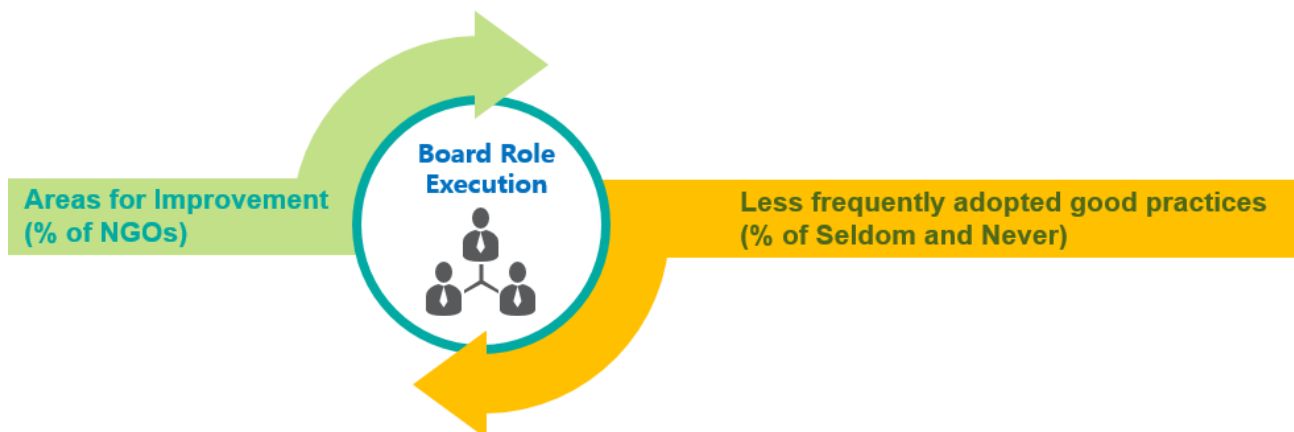 Board Role
Execution
Areas for Improvement
(% of NGOs)
Less frequently adopted good practices
(% of Seldom and Never)